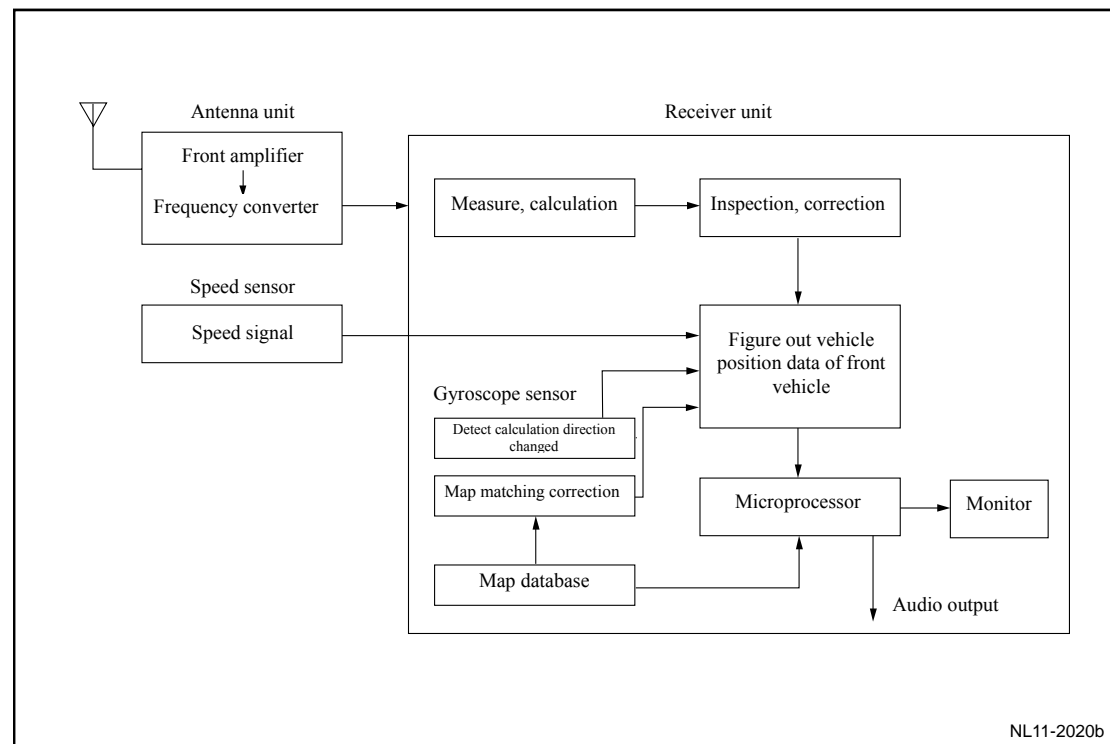 Antenna unit
Receiver unit
Front amplifier
Frequency converter
Measure, calculation
Inspection, correction
Speed sensor
Speed signal
Figure out vehicle
position data of front
vehicle
Gyroscope sensor
Detect calculation direction
changed
Map matching correction
Microprocessor
Monitor
Map database
Audio output
NL11-2020b